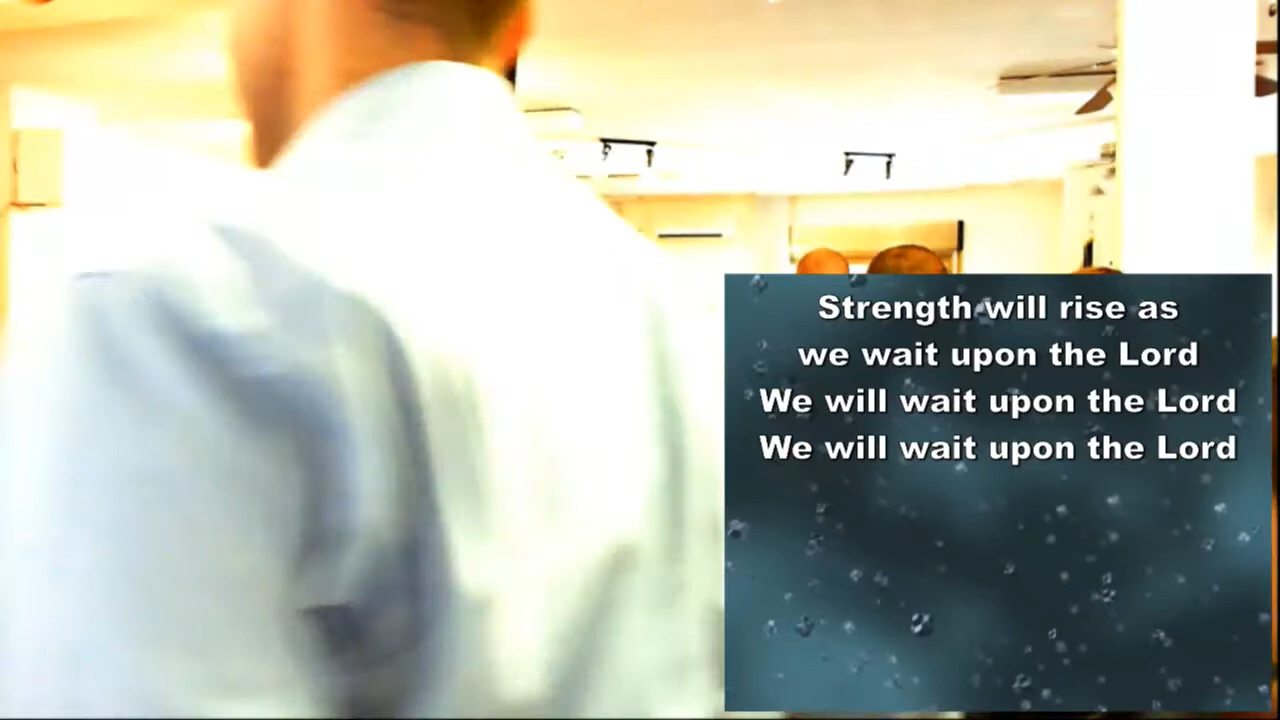 Strength will rise as
we wait upon the Lord
We will wait upon the Lord
We will wait upon the Lord